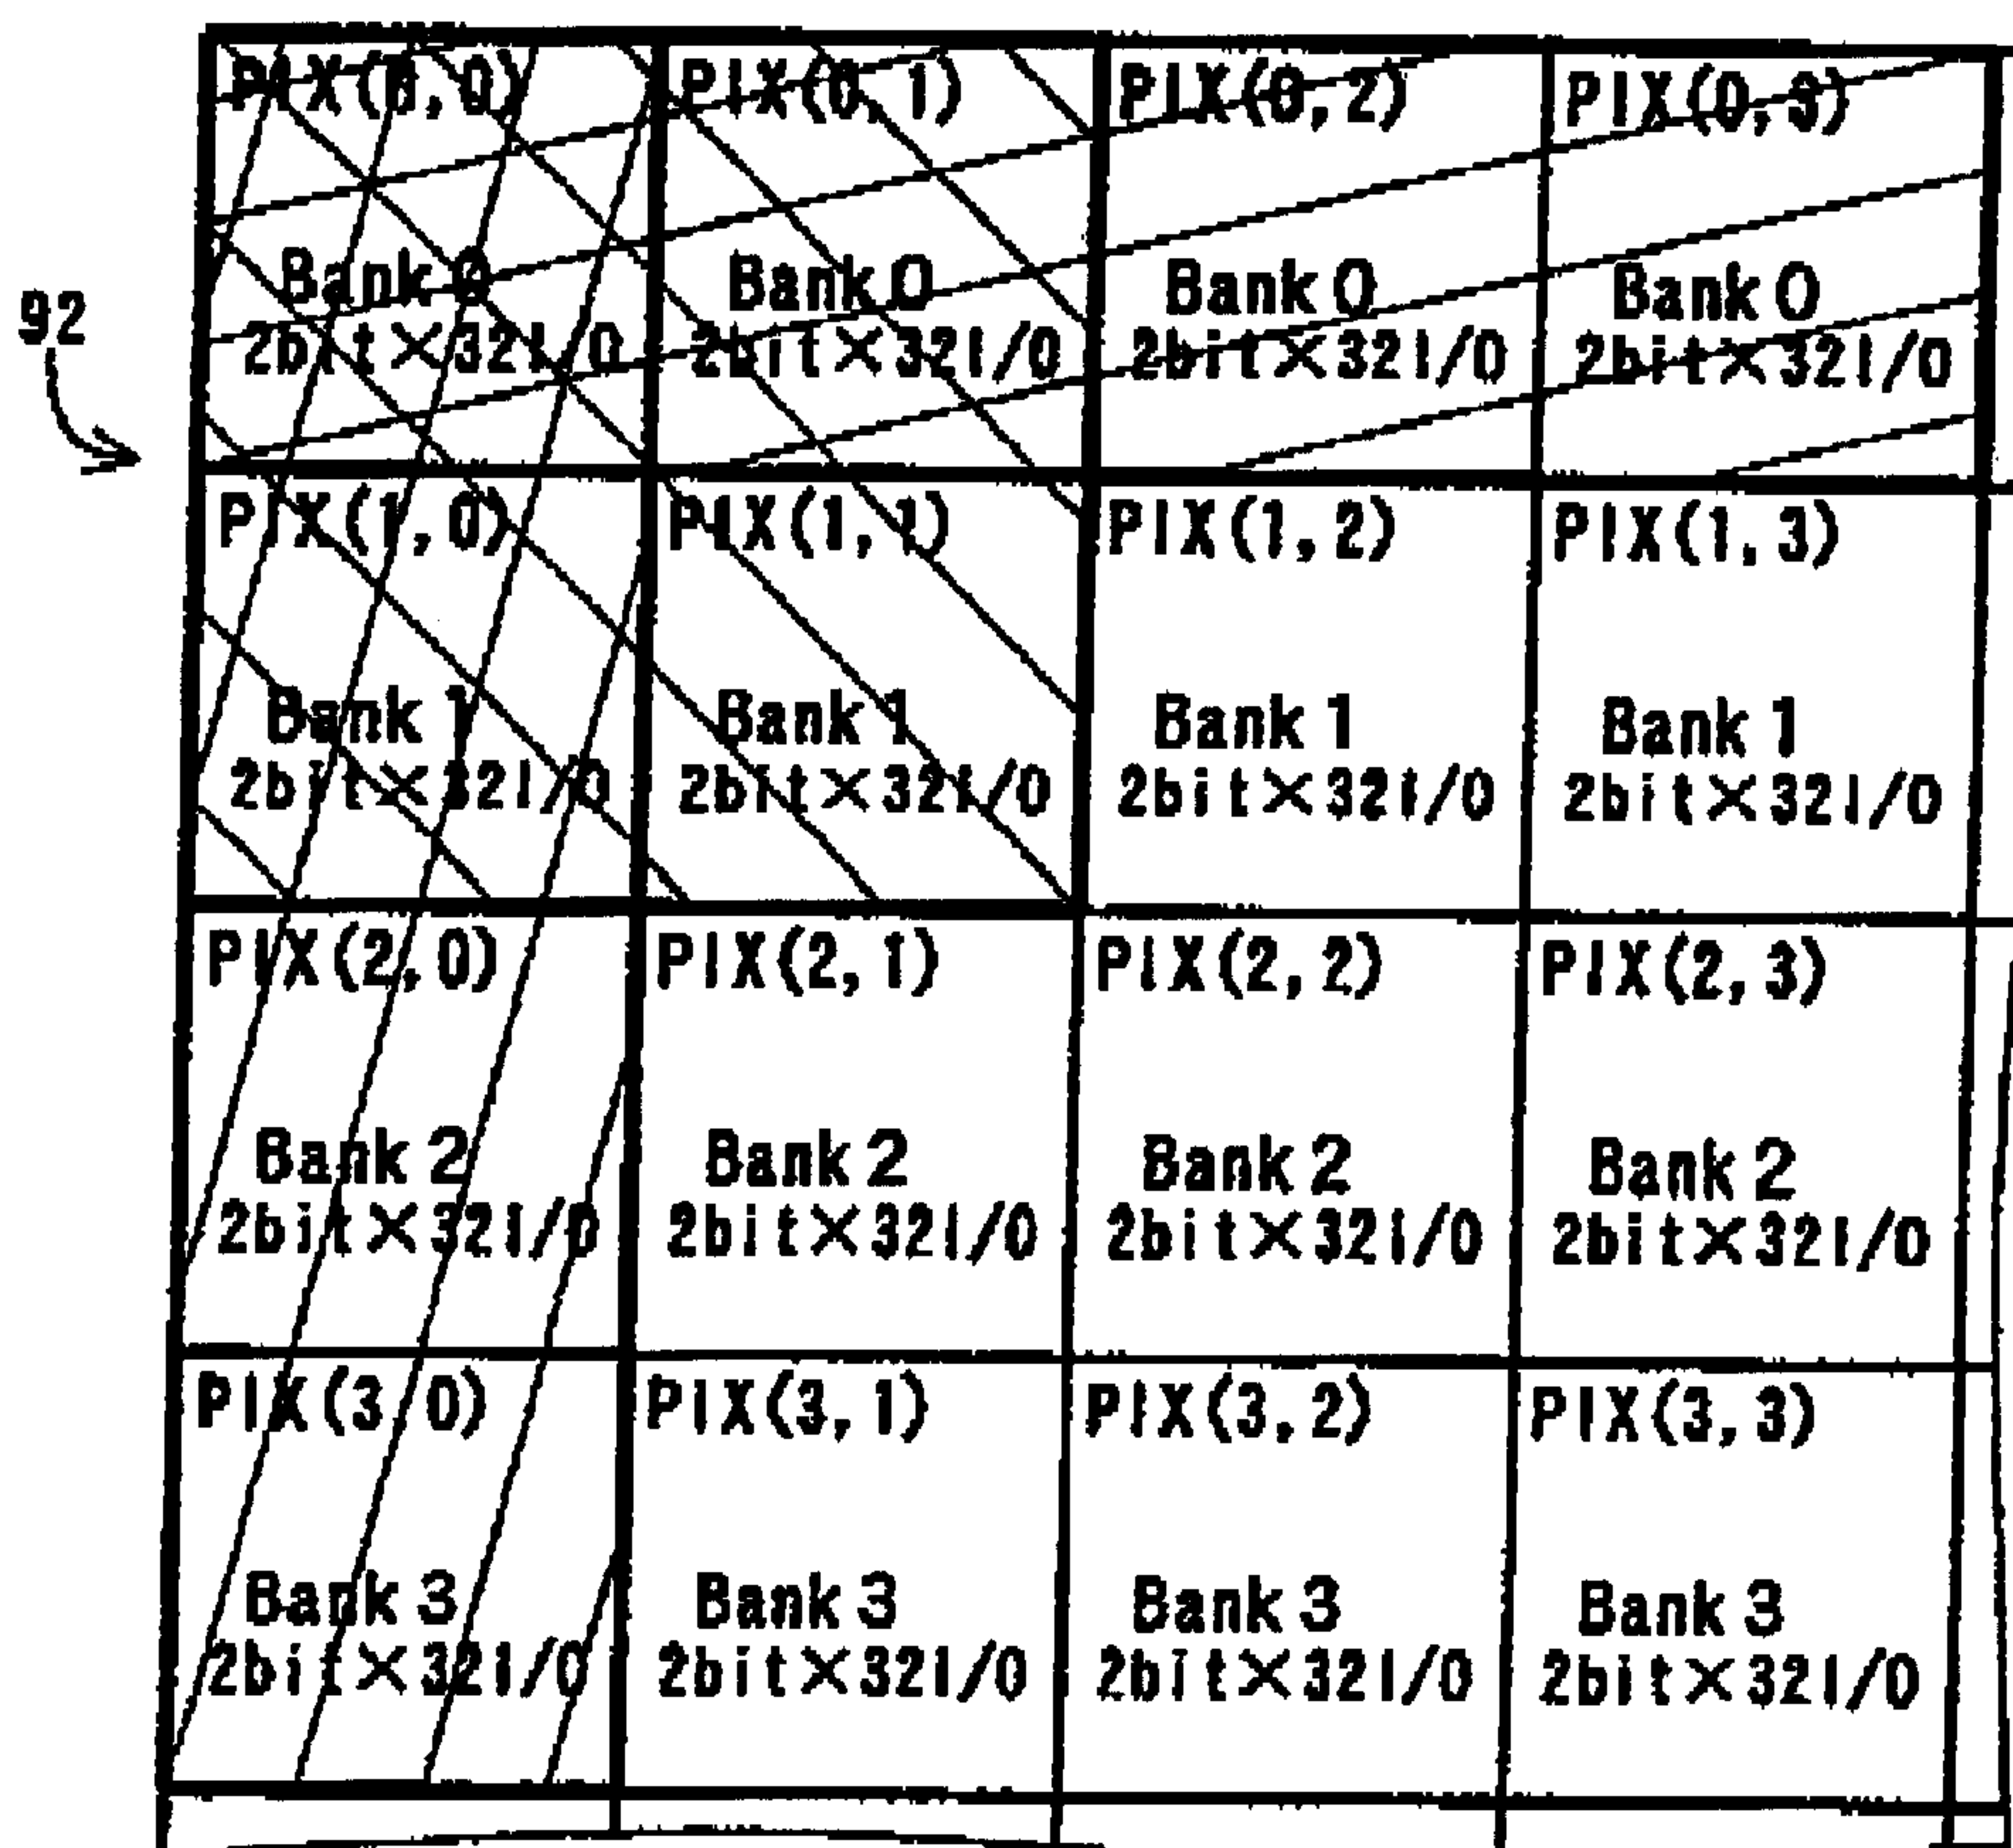 PIX(0,0) PIX(0,1) PIX(0,2) PIX(0,3)
Bank 0 Bank 0 Bank 0 Bank 0
92
2bit×32I/O 2bit×32I/O 2bit×32I/O 2bit×32I/O
PIX(1,0) PIX(1,1) PIX(1,2) PIX(1,3)
Bank 1 Bank 1 Bank 1 Bank 1
2bit×32I/O 2bit×32I/O 2bit×32I/O 2bit×32I/O
PIX(2,0) PIX(2,1) PIX(2,2) PIX(2,3)
Bank 2 Bank 2 Bank 2 Bank 2
2bit×32I/O 2bit×32I/O 2bit×32I/O 2bit×32I/O
PIX(3,0) PIX(3,1) PIX(3,2) PIX(3,3)
Bank 3 Bank 3 Bank 3 Bank 3
2bit×32I/O 2bit×32I/O 2bit×32I/O 2bit×32I/O